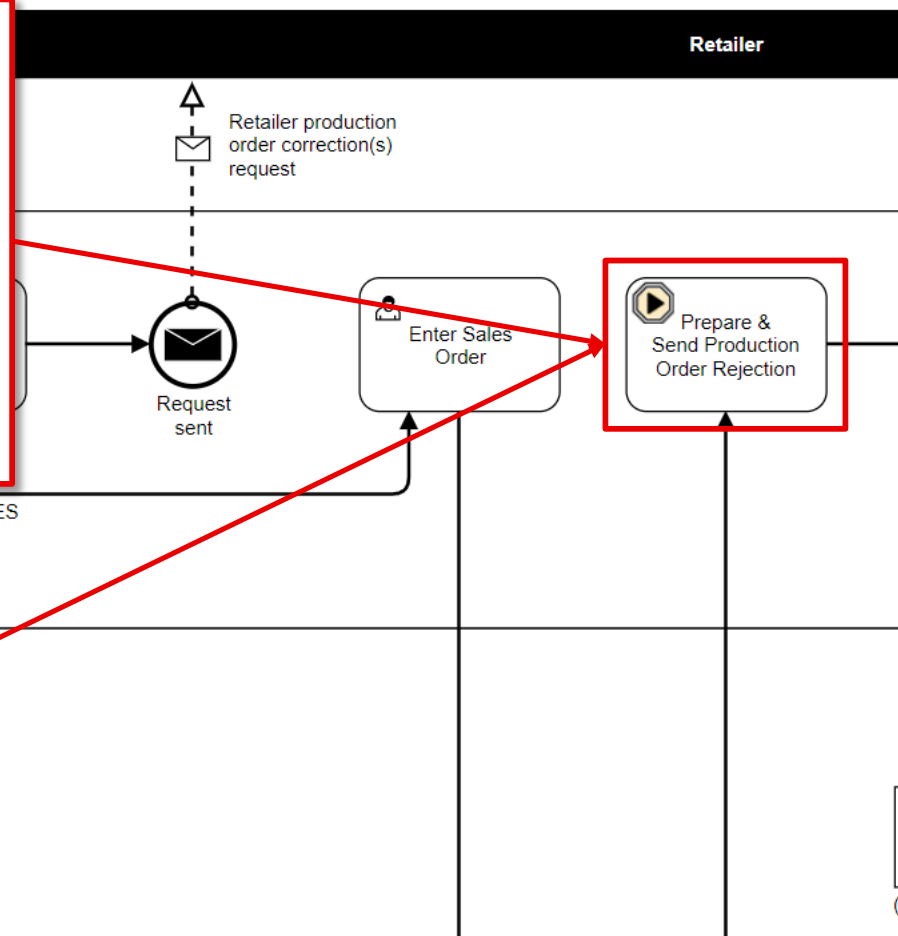 Retailer
Retailer production
order correction(s)
request
Enter Sales
Order
Prepare &
Send Production
Order Rejection
Request
sent
ES
(